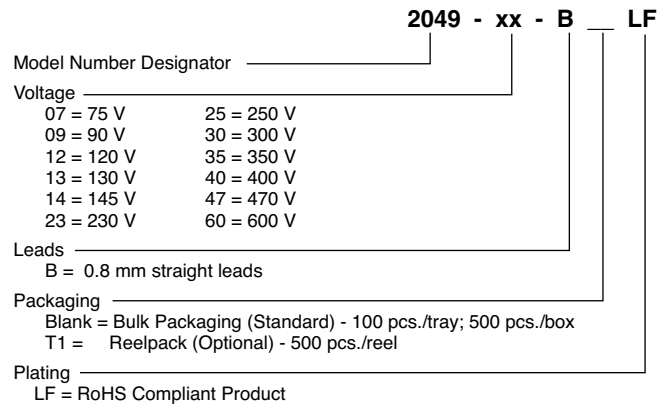 2049 - xx - B __ LF
Model Number Designator
Voltage
07 = 75 V 25 = 250 V
09 = 90 V 30 = 300 V
12 = 120 V 35 = 350 V
13 = 130 V 40 = 400 V
14 = 145 V 47 = 470 V
23 = 230 V 60 = 600 V
Leads
B = 0.8 mm straight leads
Packaging
Blank = Bulk Packaging (Standard) - 100 pcs./tray; 500 pcs./box
T1 = Reelpack (Optional) - 500 pcs./reel
Plating
LF = RoHS Compliant Product